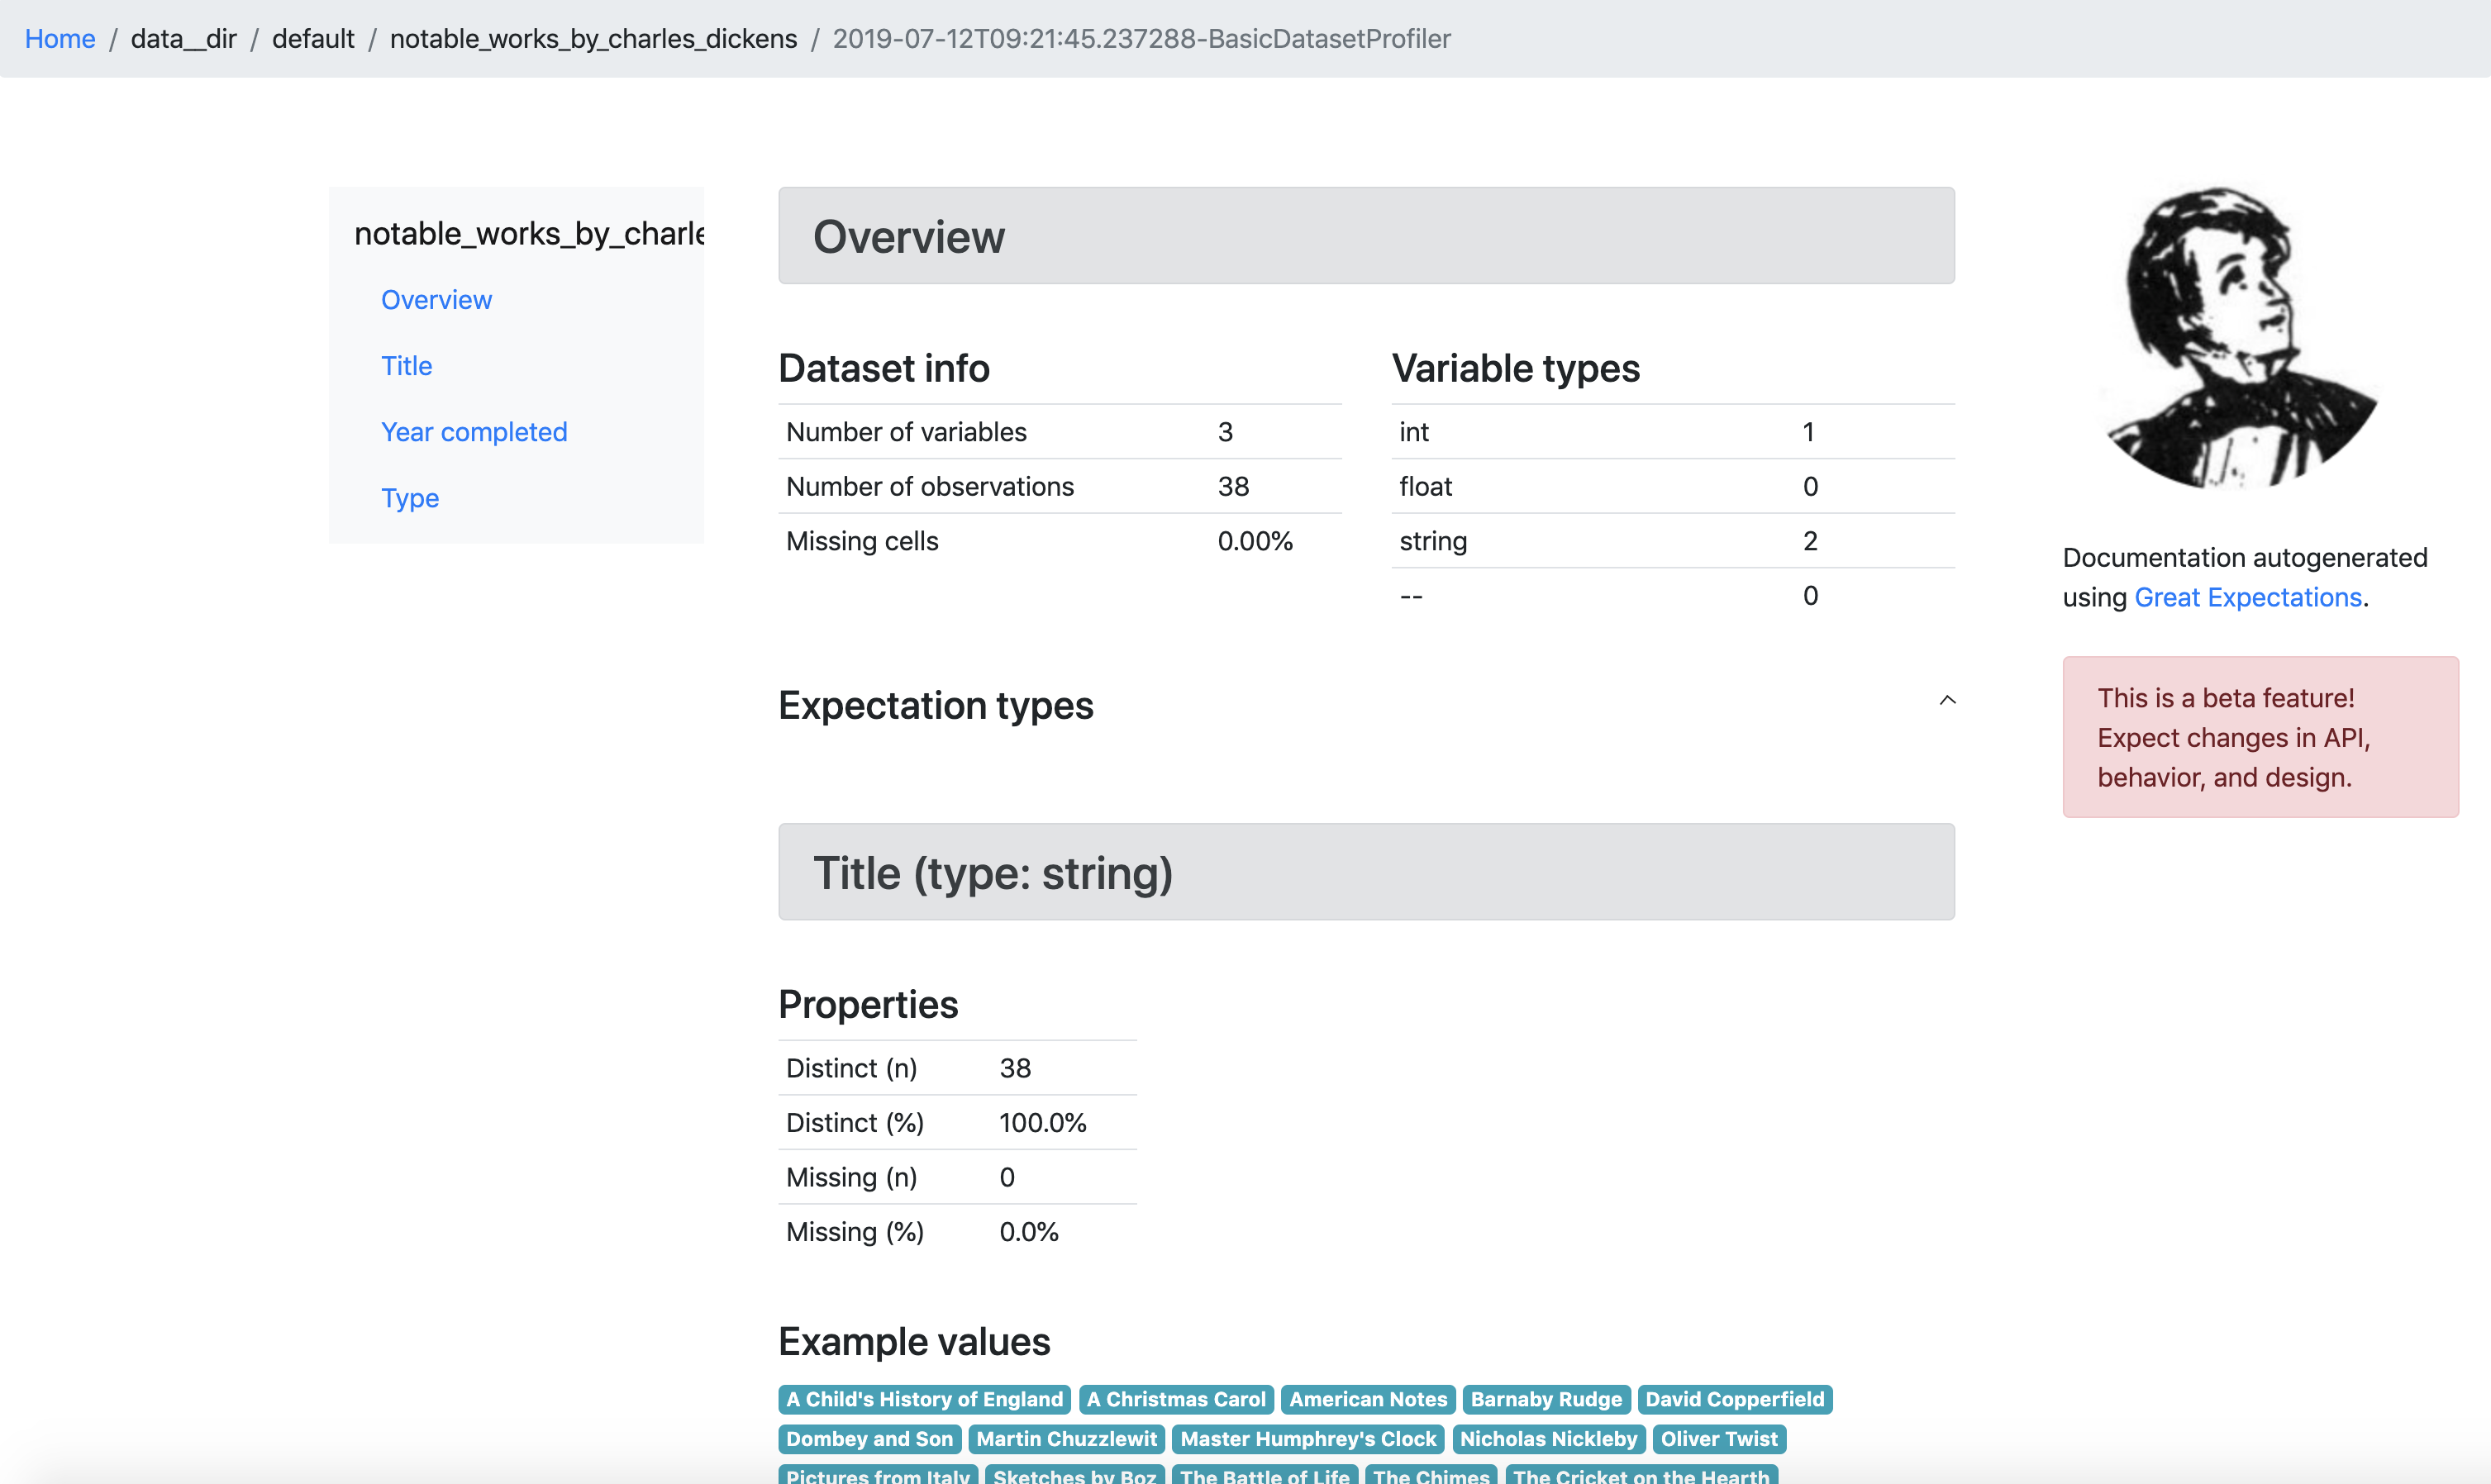 Home / data__dir / default / notable_works_by_charles_dickens / 2019-07-12T09:21:45.237288-BasicDatasetProfiler
notable_works_by_charle
Overview
Title
Year completed
Type
Overview
Dataset info
Number of variables 3
Number of observations 38
Missing cells 0.00%
Variable types
int 1
float 0
string 2
-- 0
Expectation types
Title (type: string)
Properties
Distinct (n) 38
Distinct (%) 100.0%
Missing (n) 0
Missing (%) 0.0%
Example values
A Child's History of England A Christmas Carol American Notes Barnaby Rudge David Copperfield
Dombey and Son Martin Chuzzlewit Master Humphrey's Clock Nicholas Nickleby Oliver Twist
Pictures from Italy Sketches by Boz The Battle of Life The Chimes The Cricket on the Hearth
Documentation autogenerated
using Great Expectations.
This is a beta feature!
Expect changes in API,
behavior, and design.